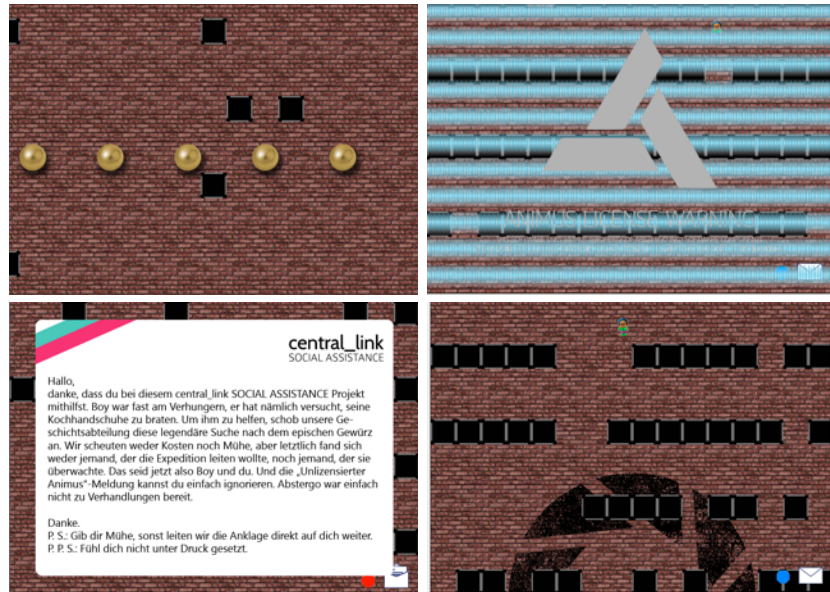 ANIMUS LICENSE WARNING
central_link
SOCIAL ASSISTANCE
Hallo,
danke, dass du bei diesem central_link SOCIAL ASSISTANCE Projekt
mithilfst. Boy war fast am Verhungern, er hat nämlich versucht, seine
Kochhandschuhe zu braten. Um ihm zu helfen, schob unsere Ge-
schichtsabteilung diese legendäre Suche nach dem epischen Gewürz
an. Wir scheuten weder Kosten noch Mühe, aber letztlich fand sich
weder jemand, der die Expedition leiten wollte, noch jemand, der sie
überwachte. Das seid jetzt also Boy und du. Und die „Unlizensierter
Animus“-Meldung kannst du einfach ignorieren. Abstergo war einfach
nicht zu Verhandlungen bereit.
Danke.
P. S.: Gib dir Mühe, sonst leiten wir die Anklage direkt auf dich weiter.
P. P. S.: Fühl dich nicht unter Druck gesetzt.